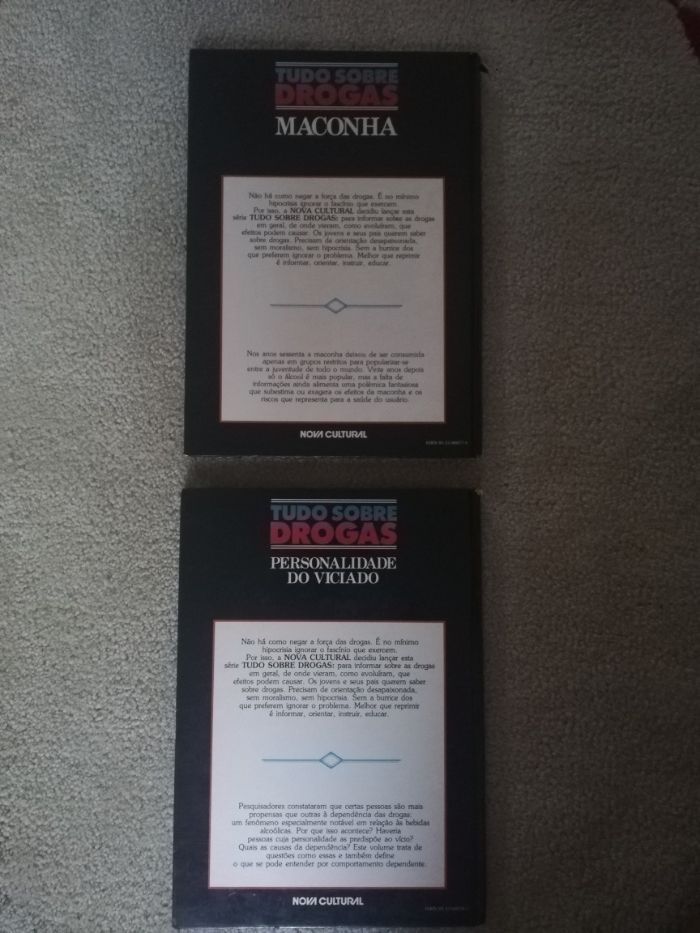 TUDO SOBRE
DROGAS
MACONHA
Não há como negar a força das drogas. É no mínimo
hipocrisia ignorar o fascínio que exercem.
Por isso, a NOVA CULTURAL decidiu lançar esta
série TUDO SOBRE DROGAS: para informar sobre as drogas
em geral, de onde vieram, como evoluíram, que
efeitos podem causar. Os jovens e seus pais querem saber
sobre drogas. Precisam de orientação desapaixonada,
sem moralismo, sem hipocrisia. Sem a burrice dos
que preferem ignorar o problema. Melhor que reprimir
é informar, orientar, instruir, educar.
Nos anos sessenta a maconha deixou de ser consumida
apenas em grupos restritos para popularizar-se
entre a juventude de todo o mundo. Vinte anos depois
só o álcool é mais popular, mas a falta de
informações ainda alimenta uma polêmica fantasiosa
que subestima ou exagera os efeitos da maconha e os
riscos que representa para a saúde do usuário.
NOVA CULTURAL
TUDO SOBRE
DROGAS
PERSONALIDADE
DO VICIADO
Não há como negar a força das drogas. É no mínimo
hipocrisia ignorar o fascínio que exercem.
Por isso, a NOVA CULTURAL decidiu lançar esta
série TUDO SOBRE DROGAS: para informar sobre as drogas
em geral, de onde vieram, como evoluíram, que
efeitos podem causar. Os jovens e seus pais querem saber
sobre drogas. Precisam de orientação desapaixonada,
sem moralismo, sem hipocrisia. Sem a burrice dos
que preferem ignorar o problema. Melhor que reprimir
é informar, orientar, instruir, educar.
Pesquisadores constataram que certas pessoas são mais
propensas que outras à dependência das drogas:
um fenômeno especialmente notável em relação às bebidas
alcoólicas. Por que isso acontece? Haveria
pessoas cuja personalidade as predispõe ao vício?
Quais as causas da dependência? Este volume trata de
questões como essas e também define
o que se pode entender por comportamento dependente.
NOVA CULTURAL